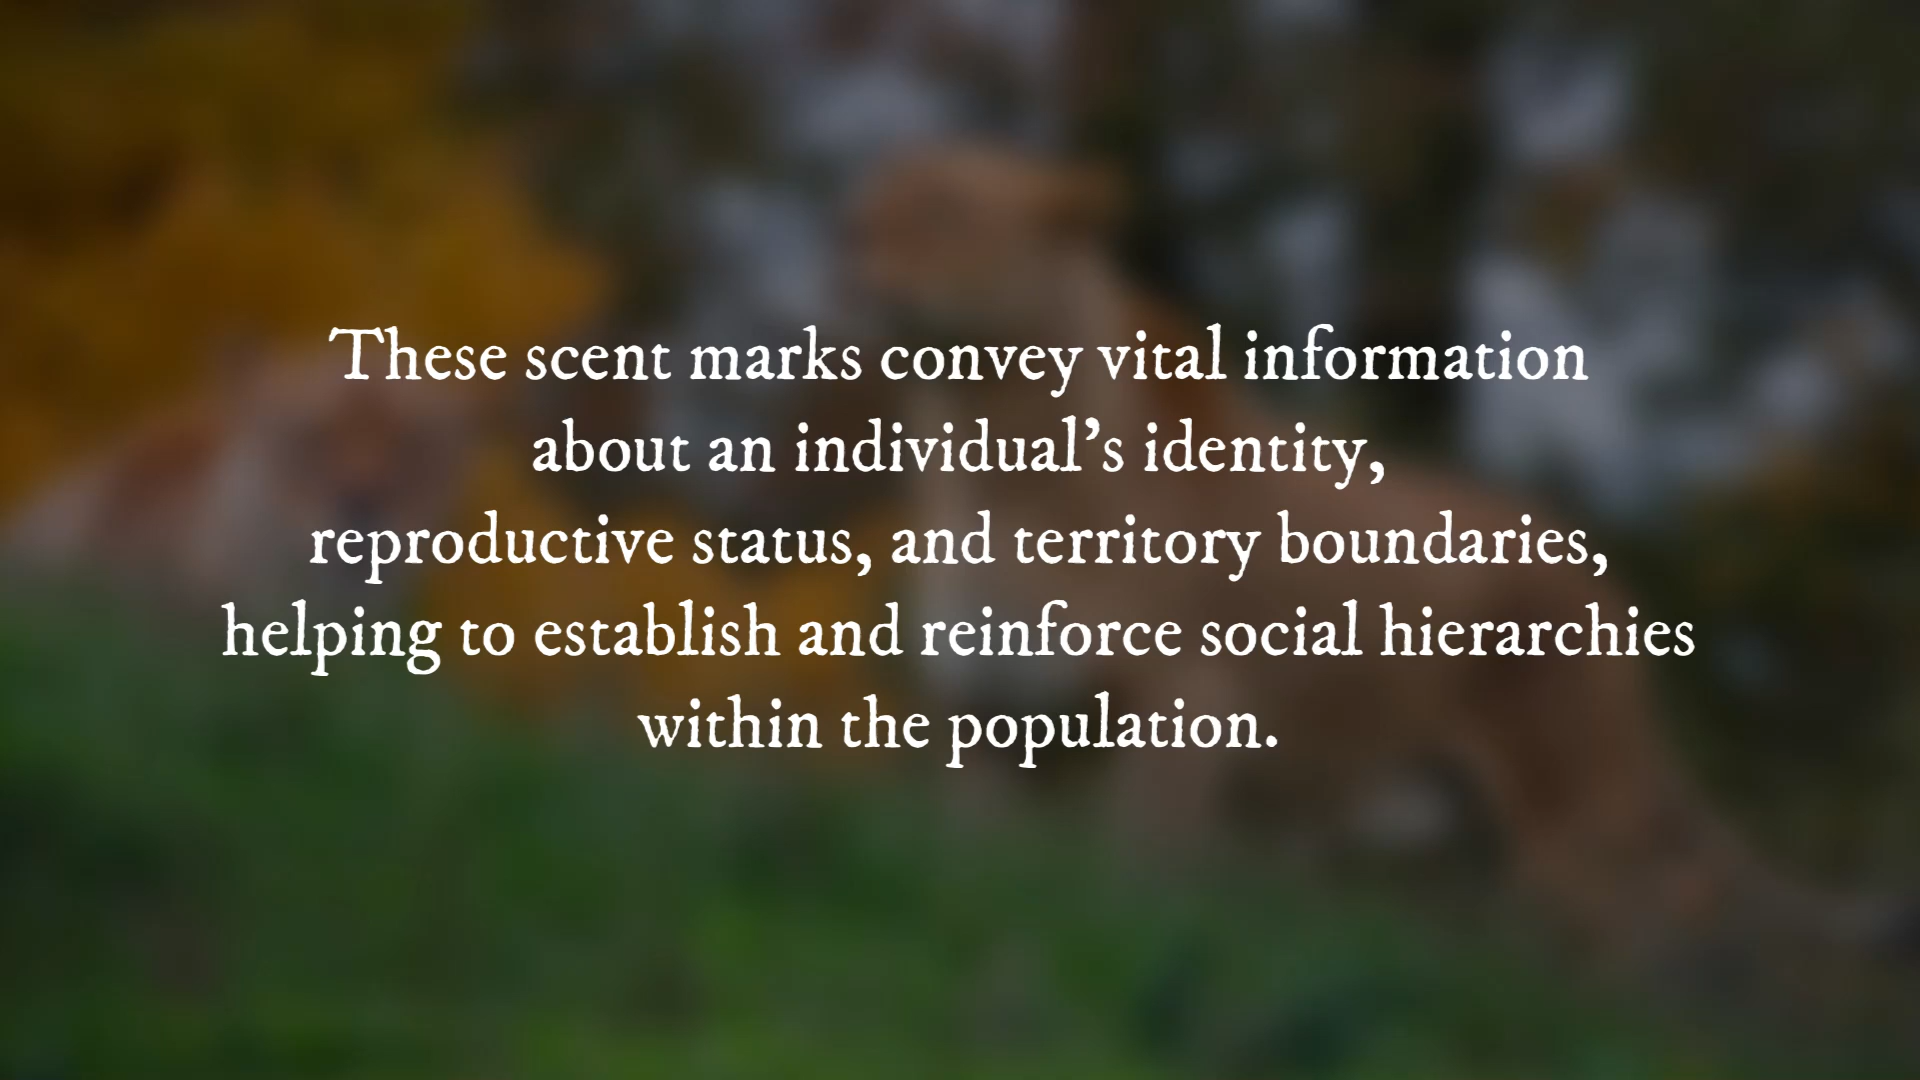 These scent marks convey vital information
about an individual's identity,
reproductive status, and territory boundaries,
helping to establish and reinforce social hierarchies
within the population.